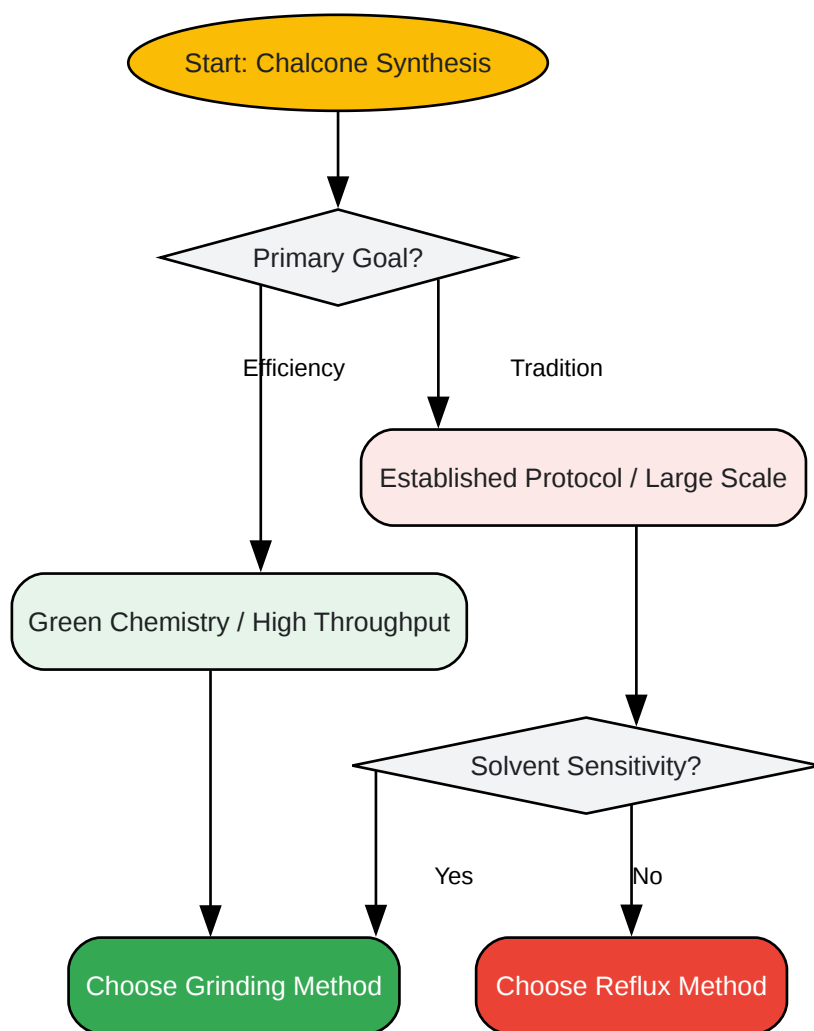 Start: Chalcone Synthesis
Primary Goal?
Efficiency
Tradition
Established Protocol / Large Scale
Green Chemistry / High Throughput
Solvent Sensitivity?
Yes
No
Choose Grinding Method
Choose Reflux Method